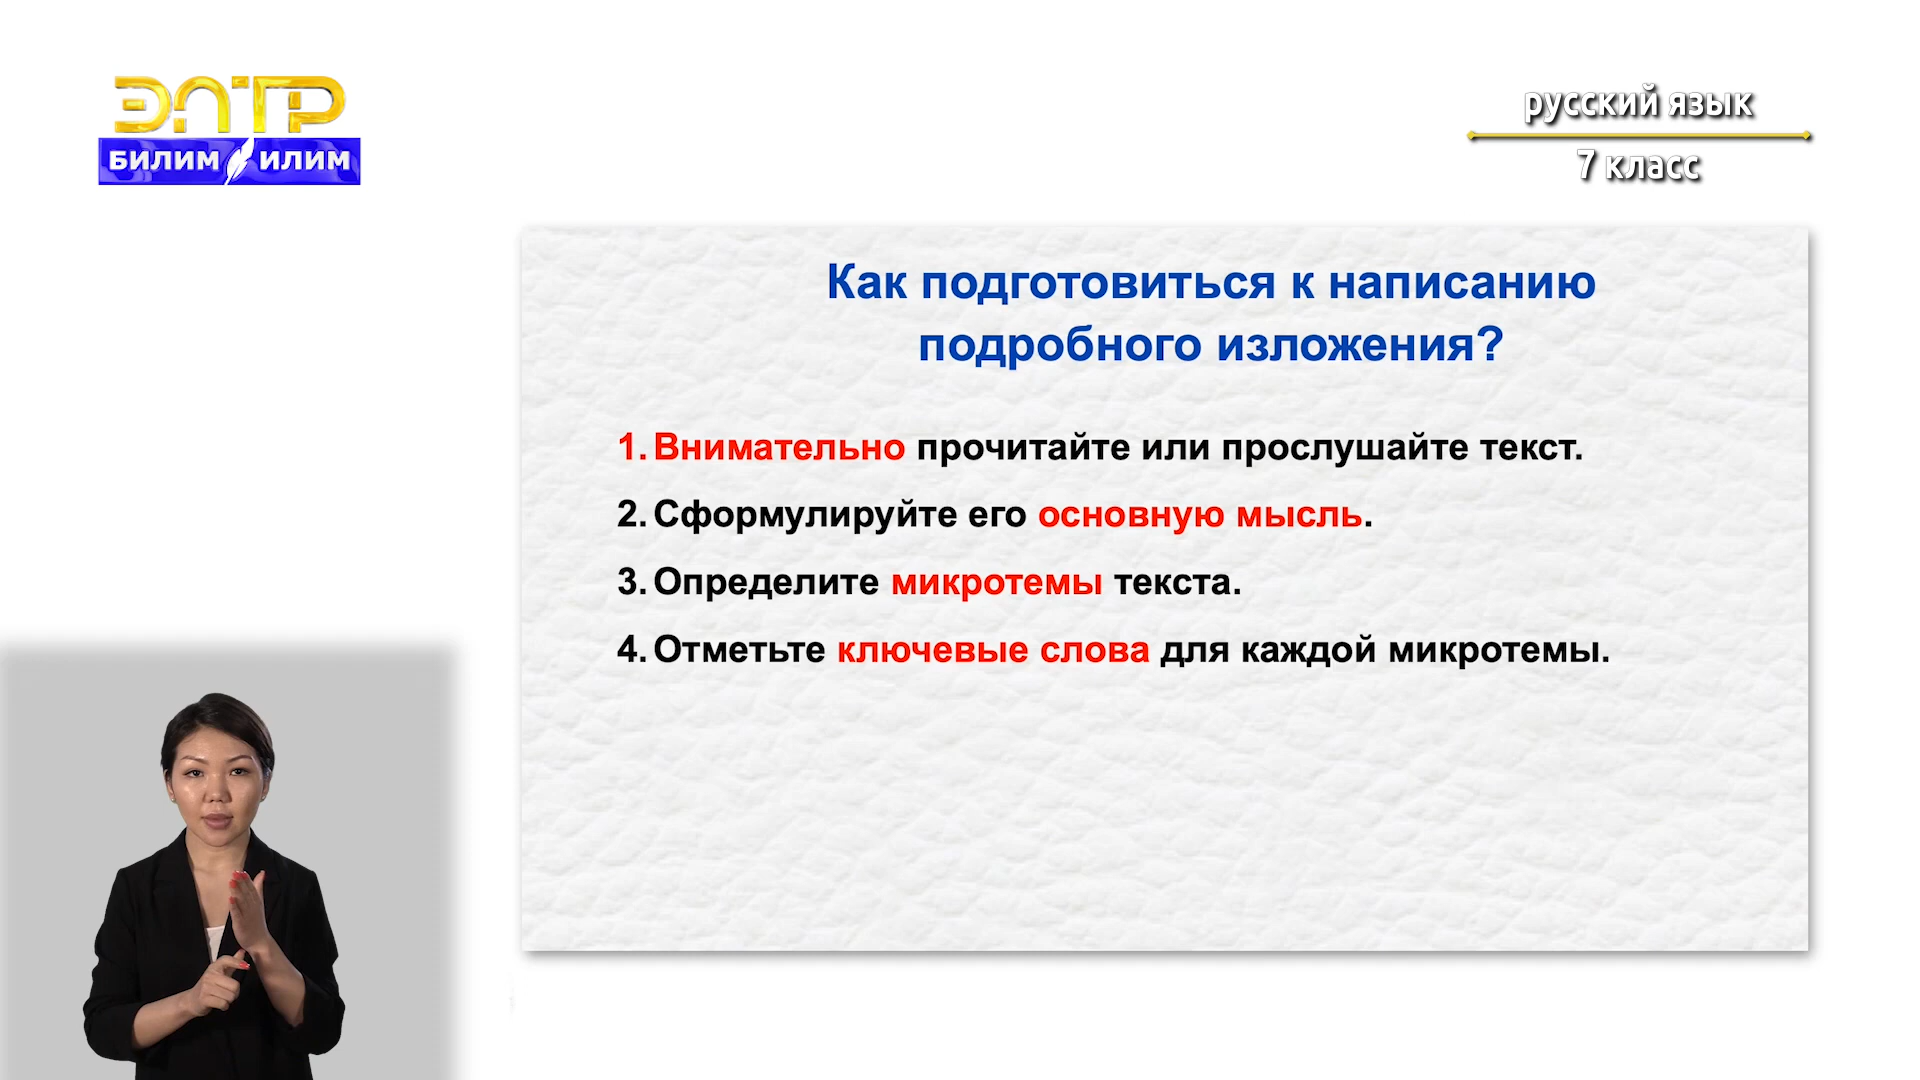 ЭЛТР
БИЛИМ ИЛИМ
русский язык
7 класс
Как подготовиться к написанию
подробного изложения?
1. Внимательно прочитайте или прослушайте текст.
2. Сформулируйте его основную мысль.
3. Определите микротемы текста.
4. Отметьте ключевые слова для каждой микротемы.